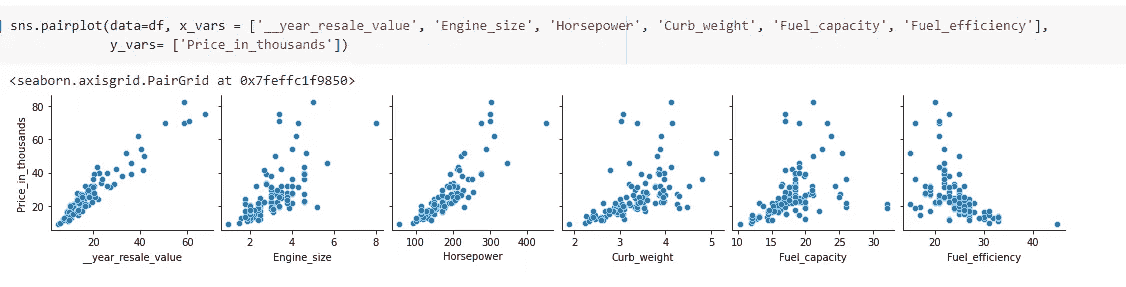 sns.pairplot(data=df, x_vars = ['__year_resale_value', 'Engine_size', 'Horsepower', 'Curb_weight', 'Fuel_capacity', 'Fuel_efficiency'],
y_vars= ['Price_in_thousands'])
<seaborn.axisgrid.PairGrid at 0x7feffc1f9850>
Price_in_thousands
80
60
40
20
20 40 60
2 4 6 8
100 200 300 400
2 3 4 5
10 15 20 25 30
20 30 40
__year_resale_value
Engine_size
Horsepower
Curb_weight
Fuel_capacity
Fuel_efficiency